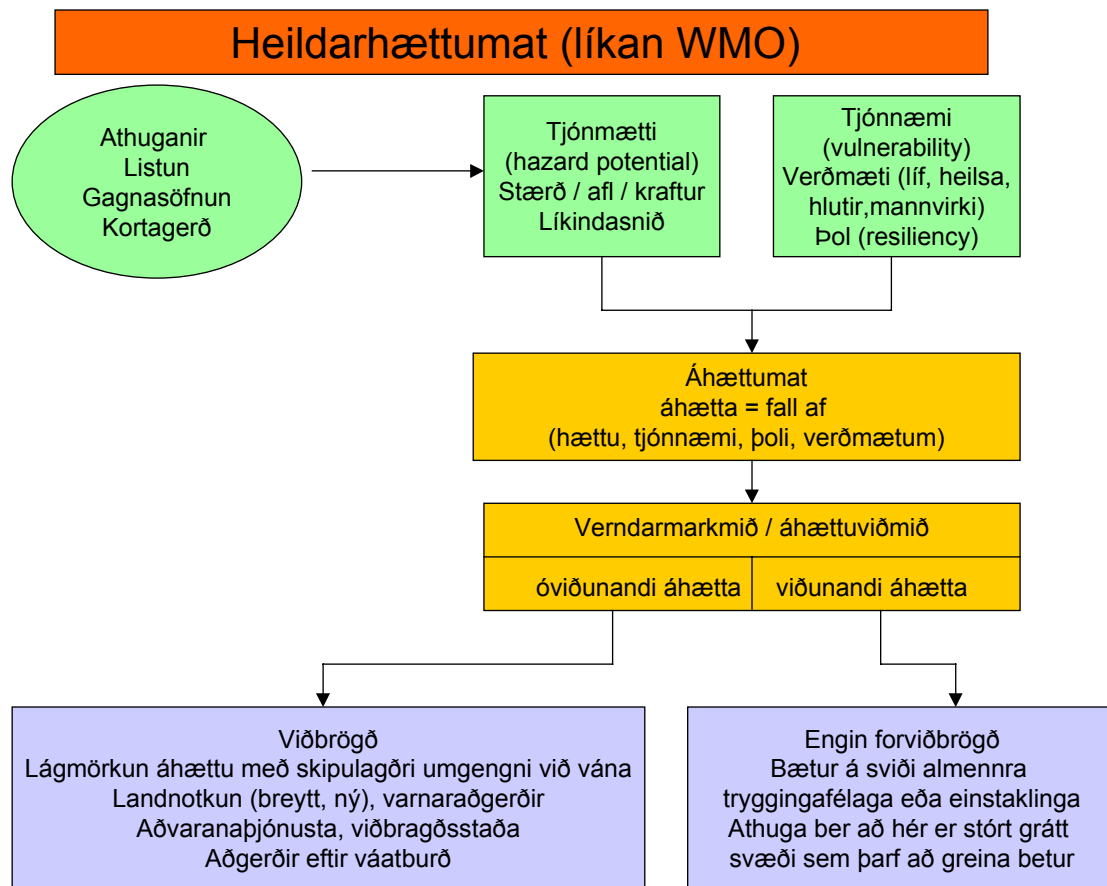 Heildarhættumat (líkan WMO)
Athuganir
Listun
Gagnasöfnun
Kortagerð
Tjónmætti
(hazard potential)
Stærð / afl / kraftur
Líkindasnið
Tjónnæmi
(vulnerability)
Verðmæti (líf, heilsa,
hlutir,mannvirki)
Þol (resiliency)
Áhættumat
áhætta = fall af
(hættu, tjónnæmi, þoli, verðmætum)
Verndarmarkmið / áhættuviðmið
óviðunandi áhætta
viðunandi áhætta
Viðbrögð
Lágmörkun áhættu með skipulagðri umgengni við vána
Landnotkun (breytt, ný), varnaraðgerðir
Aðvaranaþjónusta, viðbragðsstaða
Aðgerðir eftir váatburð
Engin forviðbrögð
Bætur á sviði almennra
tryggingafélaga eða einstaklinga
Athuga ber að hér er stórt grátt
svæði sem þarf að greina betur